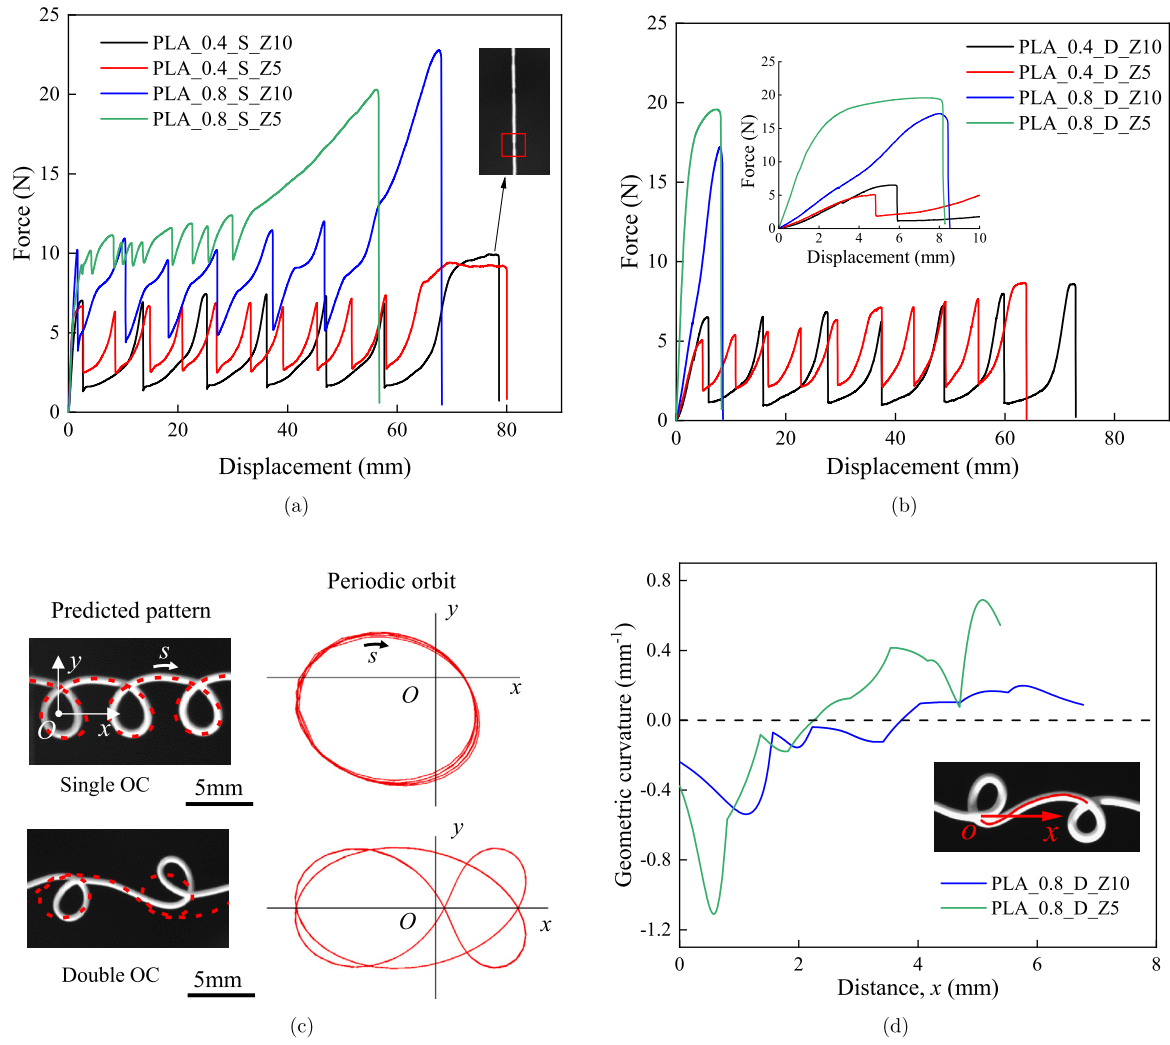 25
20
15
10
5
0
Force (N)
PLA_0.4_S_Z10
PLA_0.4_S_Z5
PLA_0.8_S_Z10
PLA_0.8_S_Z5
0 20 40 60 80
Displacement (mm)
(a)
25
20
15
10
5
0
Force (N)
PLA_0.4_D_Z10
PLA_0.4_D_Z5
PLA_0.8_D_Z10
PLA_0.8_D_Z5
25
20
15
10
5
0
Force (N)
0 2 4 6 8 10
Displacement (mm)
0 20 40 60 80
Displacement (mm)
(b)
Periodic orbit
Predicted pattern
y
s
O
x
Single OC
5mm
y
s
O
x
Double OC
5mm
y
O
x
(c)
0.8
0.4
0.0
-0.4
-0.8
-1.2
Geometric curvature (mm-1)
o
x
PLA_0.8_D_Z10
PLA_0.8_D_Z5
0 2 4 6 8
Distance, x (mm)
(d)